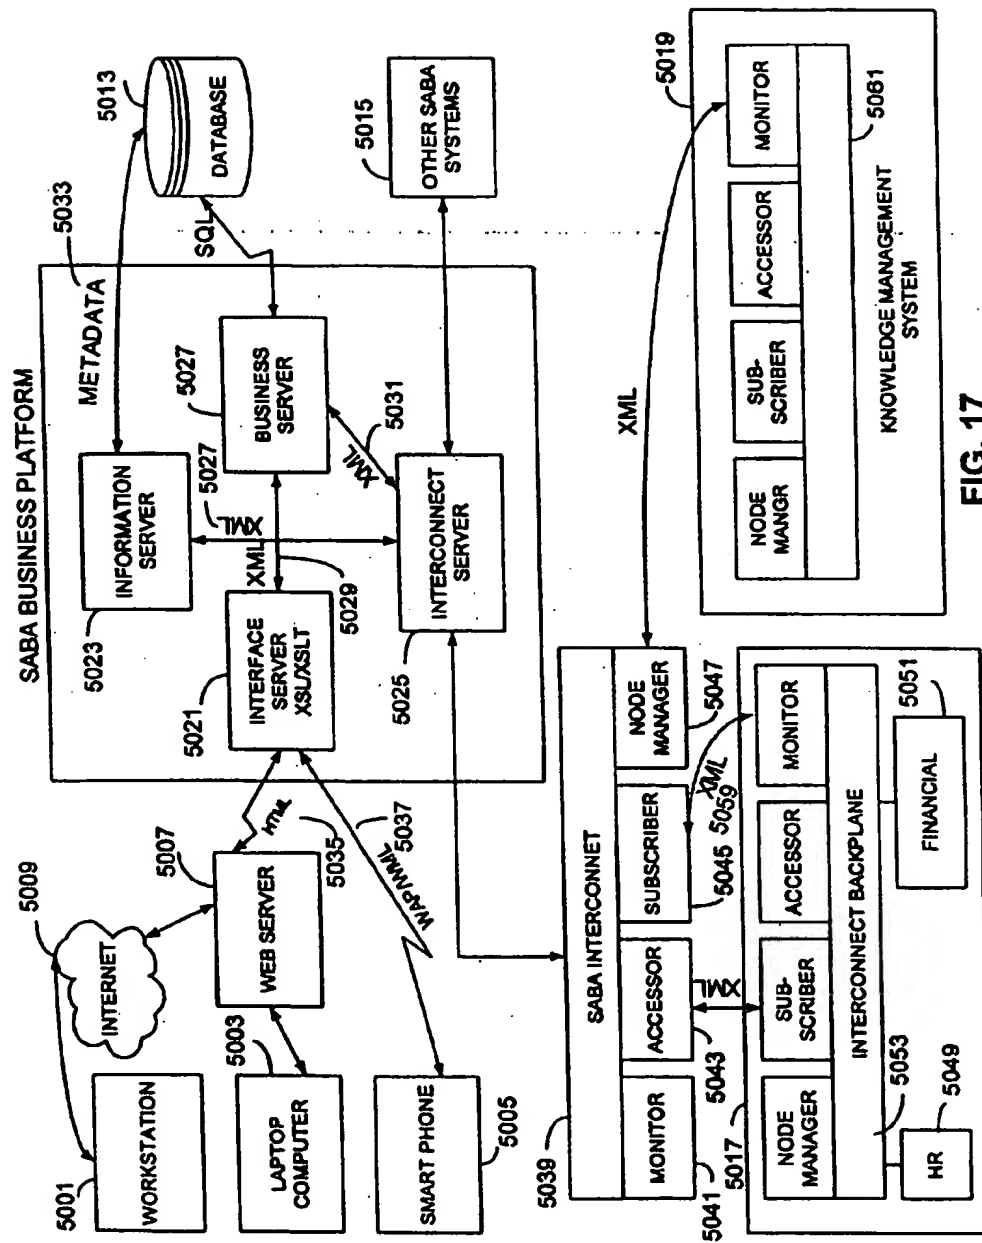 5001
WORKSTATION
5009
INTERNET
5003
LAPTOP
COMPUTER
5007
WEB SERVER
SMART PHONE
5005
HTML
5035
WAP/WML
5037
SABA BUSINESS PLATFORM
METADATA
5033
5023
INFORMATION
SERVER
5027
XML
5027
BUSINESS
SERVER
5021
INTERFACE
SERVER
XSL/XSLT
XML
5029
XML
5031
5025
INTERCONNECT
SERVER
SQL
5013
DATABASE
5015
OTHER SABA
SYSTEMS
5039
SABA INTERCONNET
MONITOR
ACCESSOR
SUBSCRIBER
NODE
MANAGER
5041
5043
5045
5047
XML
XML
5059
5017
NODE
MANAGER
SUB-
SCRIBER
ACCESSOR
MONITOR
INTERCONNECT BACKPLANE
5053
HR
5049
FINANCIAL
5051
XML
5019
NODE
MANGR
SUB-
SCRIBER
ACCESSOR
MONITOR
5061
KNOWLEDGE MANAGEMENT
SYSTEM
FIG. 17